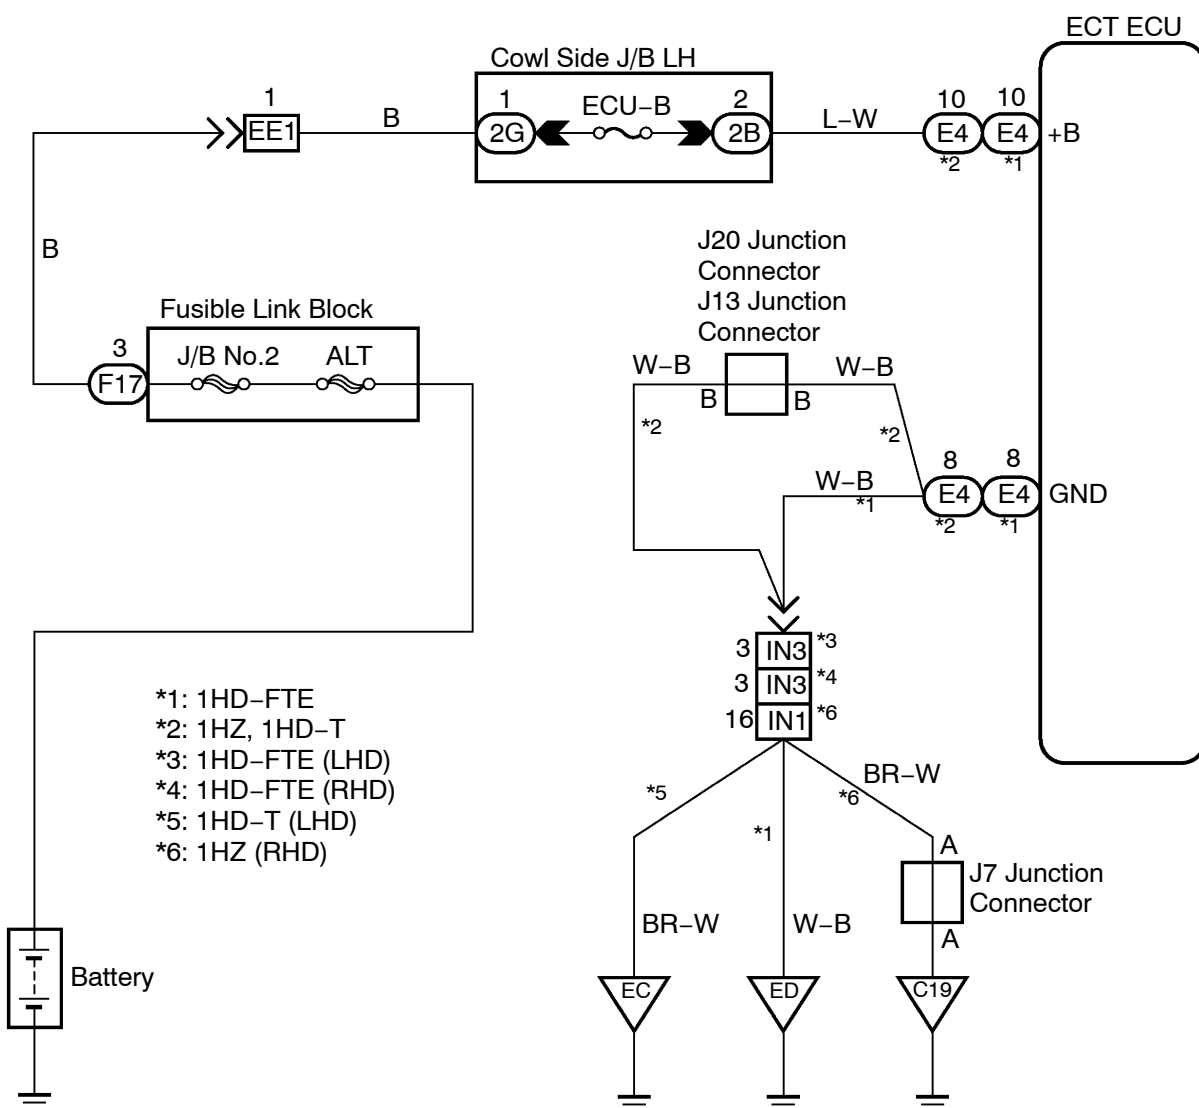 ECT ECU
Cowl Side J/B LH
1
EE1
B
1
2G
ECU–B
2
2B
L–W
10
E4
*2
10
E4
*1
+B
B
J20 Junction
Connector
J13 Junction
Connector
Fusible Link Block
3
F17
J/B No.2
ALT
W–B
B
B
W–B
*2
*2
W–B
*1
8
E4
*2
8
E4
*1
GND
3
IN3
*3
3
IN3
*4
16
IN1
*6
*1: 1HD–FTE
*2: 1HZ, 1HD–T
*3: 1HD–FTE (LHD)
*4: 1HD–FTE (RHD)
*5: 1HD–T (LHD)
*6: 1HZ (RHD)
*5
*1
BR–W
*6
A
J7 Junction
Connector
A
BR–W
W–B
Battery
EC
ED
C19